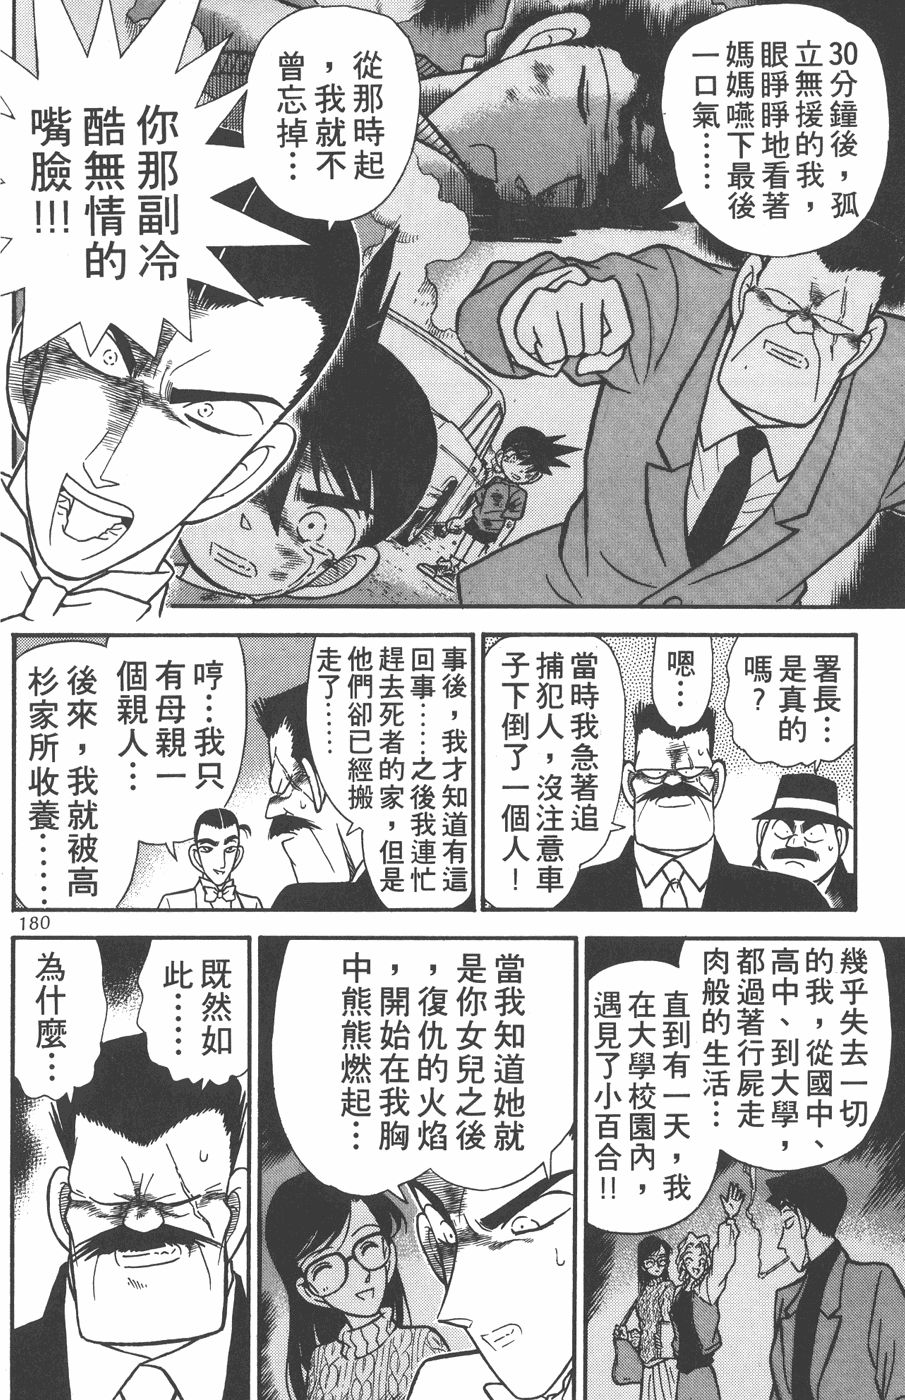 30分鐘後，孤
立無援的我，
眼睜睜地看著
媽媽嚥下最後
一口氣……
從那時起
，我就不
曾忘掉…
你那副冷
酷無情的
嘴臉!!!
署長…
是真的
嗎？
嗯…
當時我急著追
捕犯人，沒注意車
子下倒了一個人！
事後，我才知道有這
回事……之後我連忙
趕去死者的家，但是
他們卻已經搬
走了……
哼…我只
有母親一
個親人…
後來，我就被高
杉家所收養……
180
幾乎失去一切
的我，從國中、
高中、到大學，
都過著行屍走
肉般的生活…
直到有一天，我
在大學校園內，
遇見了小百合!!
當我知道她就
是你女兒之後
，復仇的火焰
，開始在我胸
中熊熊燃起…
既然如
此……
為什麼…